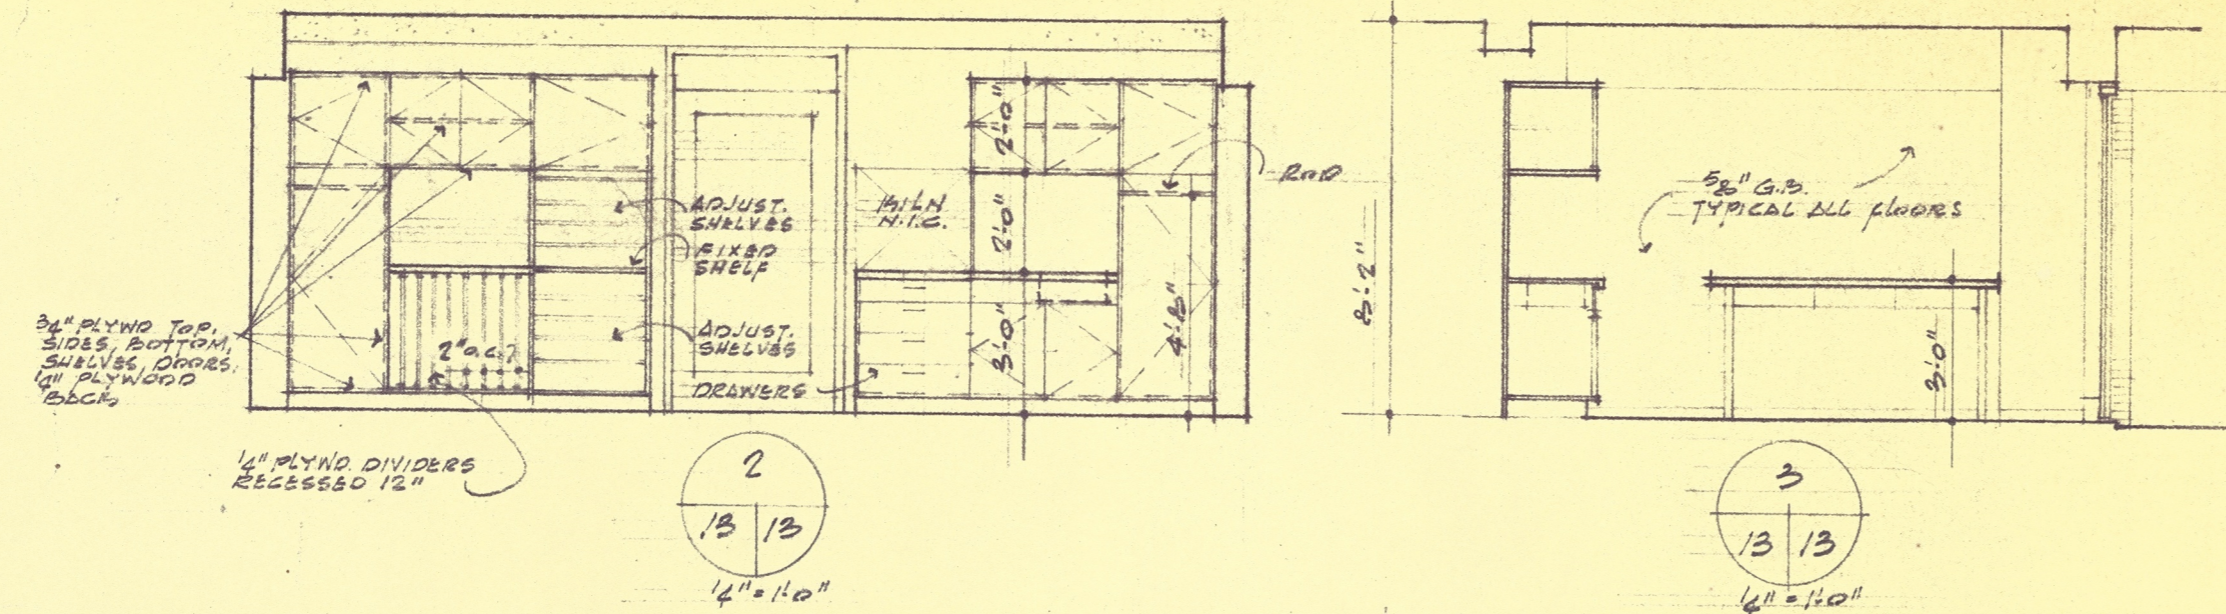 2'-0"
2'-0"
3'-0"
4'-8"
ROD
ADJUST.
SHELVES
FIXED
SHELF
KILN
N.I.C.
ADJUST.
SHELVES
DRAWERS
3/4" PLYWD TOP,
SIDES, BOTTOM,
SHELVES, DOORS,
1/4" PLYWOOD
BACK
2" O.C.
1/4" PLYWD. DIVIDERS
RECESSED 12"
2
13 13
1/4" = 1'-0"
8'-2"
5/8" G.B.
TYPICAL ALL FLOORS
3'-0"
3
13 13
1/4" = 1'-0"